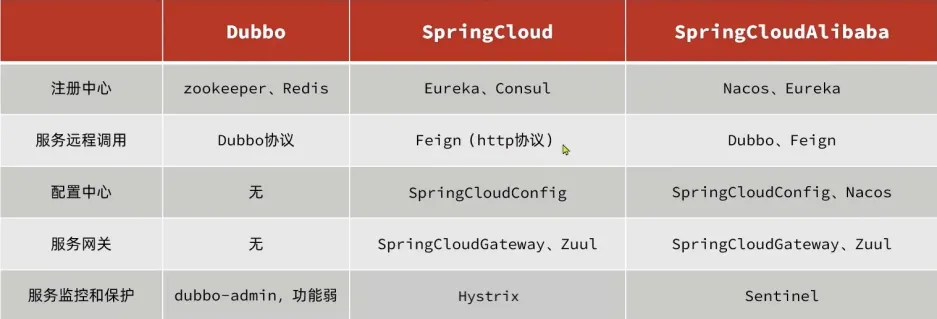 Dubbo SpringCloud SpringCloudAlibaba
注册中心 zookeeper、Redis Eureka、Consul Nacos、Eureka
服务远程调用 Dubbo协议 Feign（http协议） Dubbo、Feign
配置中心 无 SpringCloudConfig SpringCloudConfig、Nacos
服务网关 无 SpringCloudGateway、Zuul SpringCloudGateway、Zuul
服务监控和保护 dubbo-admin，功能弱 Hystrix Sentinel